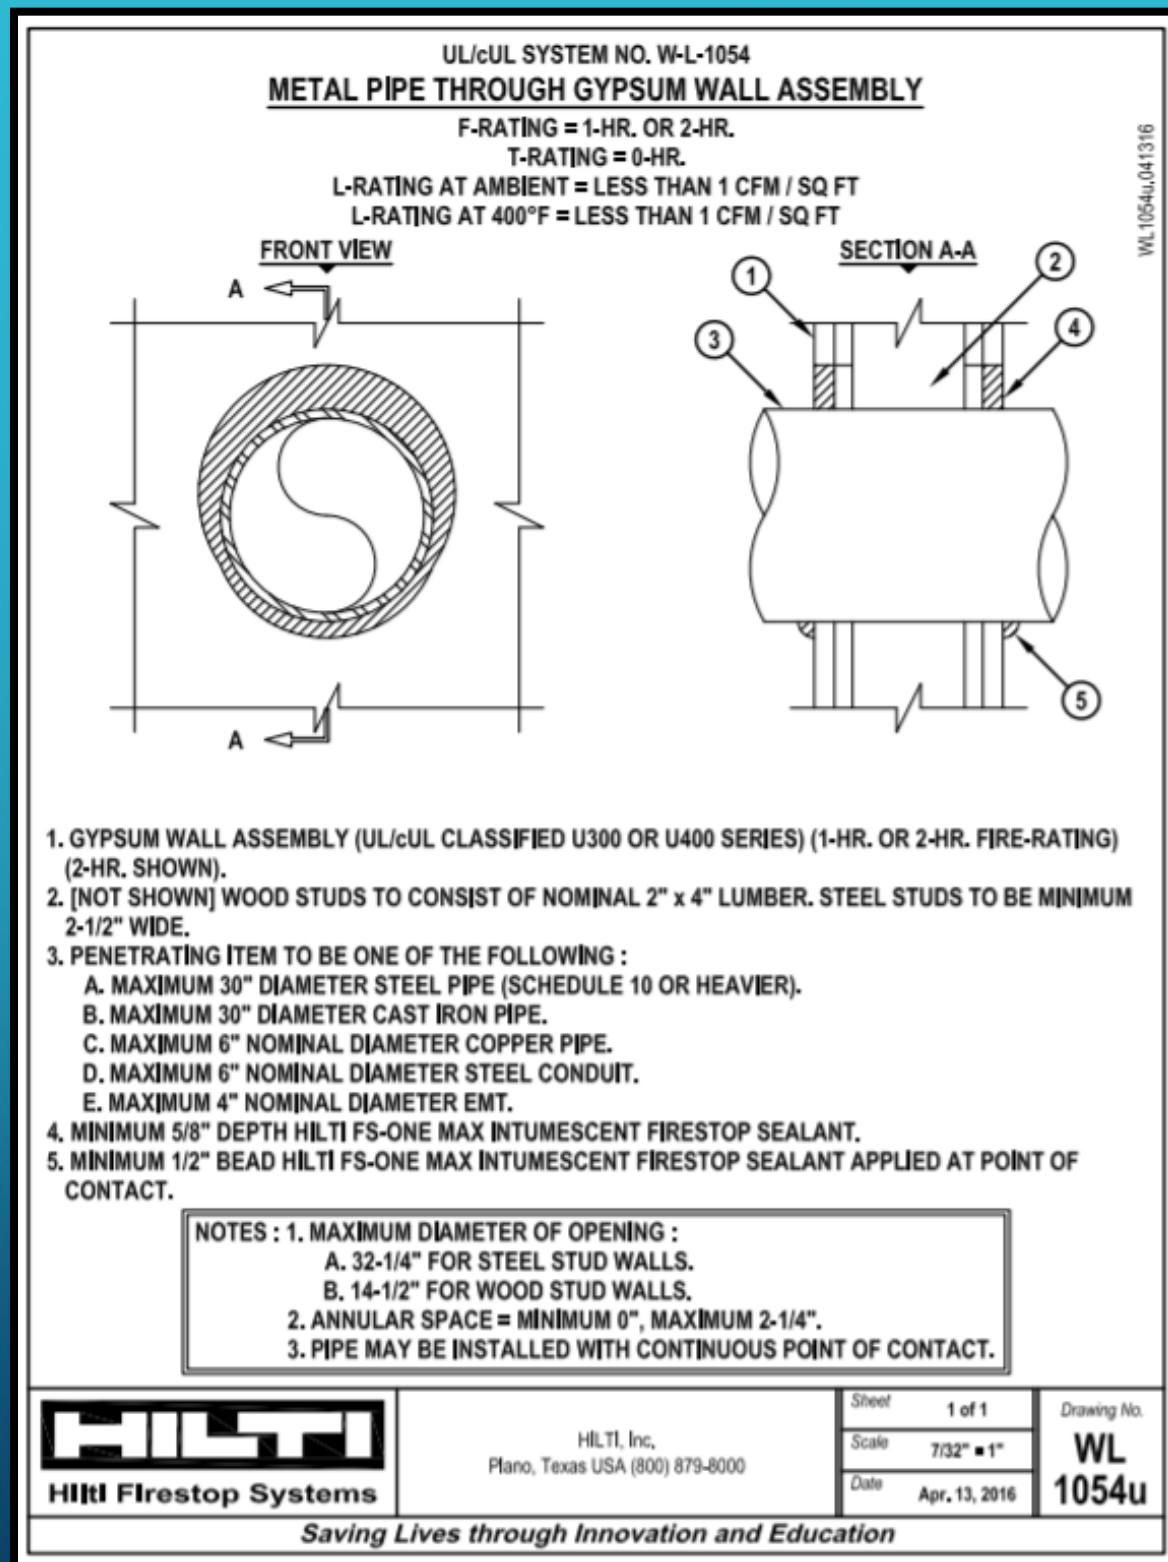 UL/cUL SYSTEM NO. W-L-1054
METAL PIPE THROUGH GYPSUM WALL ASSEMBLY
F-RATING = 1-HR. OR 2-HR.
T-RATING = 0-HR.
L-RATING AT AMBIENT = LESS THAN 1 CFM / SQ FT
L-RATING AT 400°F = LESS THAN 1 CFM / SQ FT
WL1054u.041316
FRONT VIEW
A
A
SECTION A-A
1
2
3
4
5
1. GYPSUM WALL ASSEMBLY (UL/cUL CLASSIFIED U300 OR U400 SERIES) (1-HR. OR 2-HR. FIRE-RATING)
(2-HR. SHOWN).
2. [NOT SHOWN] WOOD STUDS TO CONSIST OF NOMINAL 2" x 4" LUMBER. STEEL STUDS TO BE MINIMUM
2-1/2" WIDE.
3. PENETRATING ITEM TO BE ONE OF THE FOLLOWING :
A. MAXIMUM 30" DIAMETER STEEL PIPE (SCHEDULE 10 OR HEAVIER).
B. MAXIMUM 30" DIAMETER CAST IRON PIPE.
C. MAXIMUM 6" NOMINAL DIAMETER COPPER PIPE.
D. MAXIMUM 6" NOMINAL DIAMETER STEEL CONDUIT.
E. MAXIMUM 4" NOMINAL DIAMETER EMT.
4. MINIMUM 5/8" DEPTH HILTI FS-ONE MAX INTUMESCENT FIRESTOP SEALANT.
5. MINIMUM 1/2" BEAD HILTI FS-ONE MAX INTUMESCENT FIRESTOP SEALANT APPLIED AT POINT OF
CONTACT.
NOTES : 1. MAXIMUM DIAMETER OF OPENING :
A. 32-1/4" FOR STEEL STUD WALLS.
B. 14-1/2" FOR WOOD STUD WALLS.
2. ANNULAR SPACE = MINIMUM 0", MAXIMUM 2-1/4".
3. PIPE MAY BE INSTALLED WITH CONTINUOUS POINT OF CONTACT.
HILTI
Hilti Firestop Systems
HILTI, Inc.
Plano, Texas USA (800) 879-8000
Sheet 1 of 1
Scale 7/32" = 1"
Date Apr. 13, 2016
Drawing No.
WL
1054u
Saving Lives through Innovation and Education